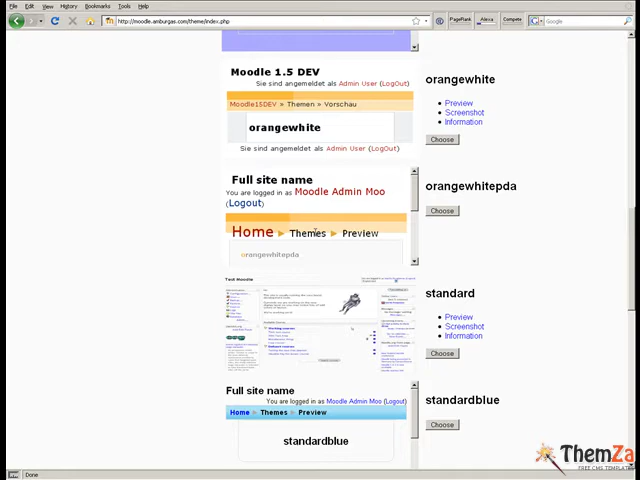 File Edit View History Bookmarks Tools Help
http://moodle.amburgas.com/theme/index.php
PageRank
Alexa
Compete
Google
Moodle 1.5 DEV
Sie sind angemeldet als Admin User (LogOut)
Moodle15DEV » Themen » Vorschau
orangewhite
Sie sind angemeldet als Admin User (LogOut)
orangewhite
Preview
Screenshot
Information
Choose
Full site name
You are logged in as Moodle Admin Moo
(Logout)
Home ► Themes ► Preview
orangewhitepda
orangewhitepda
Choose
Test Moodle
standard
Preview
Screenshot
Information
Choose
Full site name
You are logged in as Moodle Admin Moo (Logout)
Home ► Themes ► Preview
standardblue
standardblue
Choose
ThemZa
FREE CMS TEMPLATES
Done